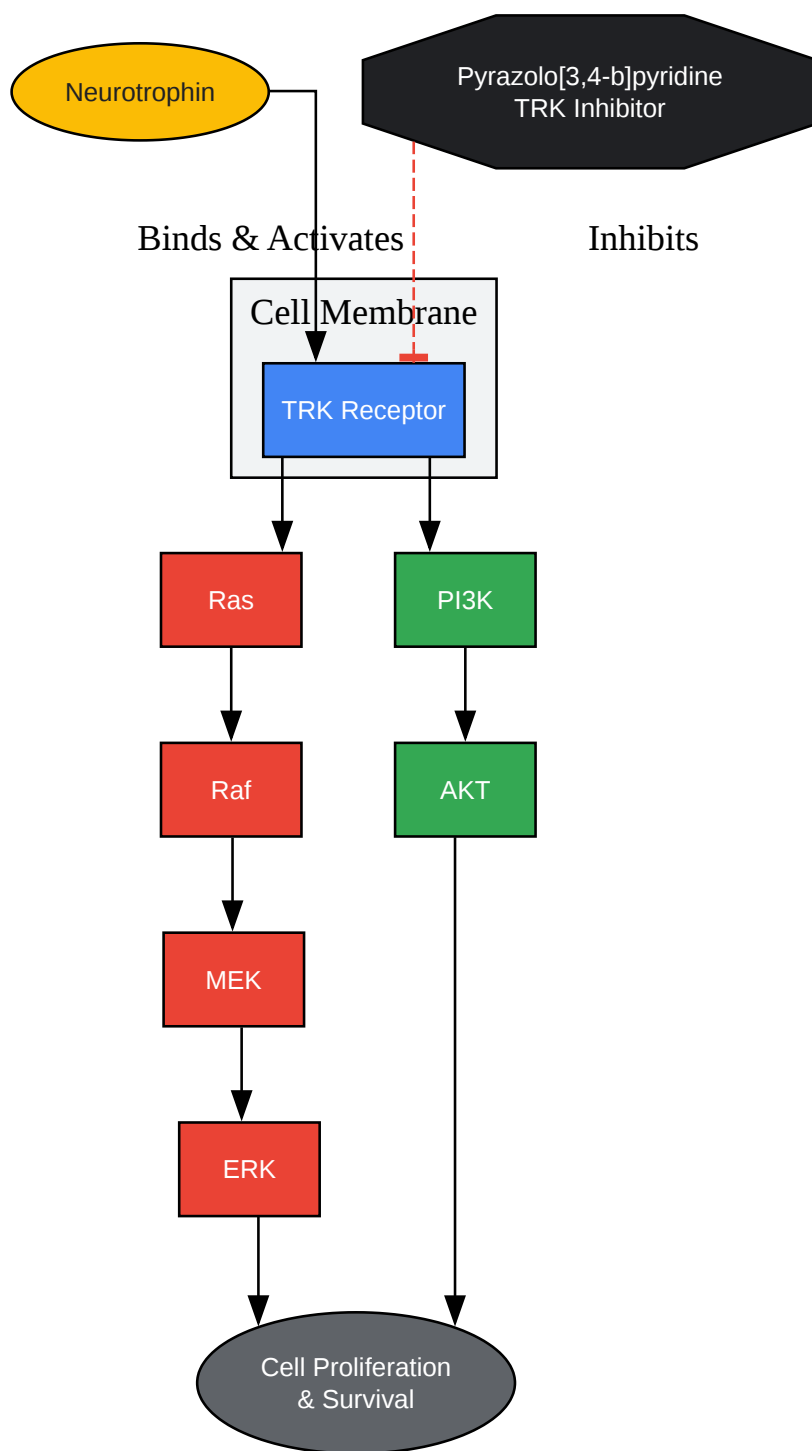 Neurotrophin
Pyrazolo[3,4-b]pyridine
TRK Inhibitor
Binds & Activates
Inhibits
Cell Membrane
TRK Receptor
Ras
PI3K
Raf
AKT
MEK
ERK
Cell Proliferation
& Survival